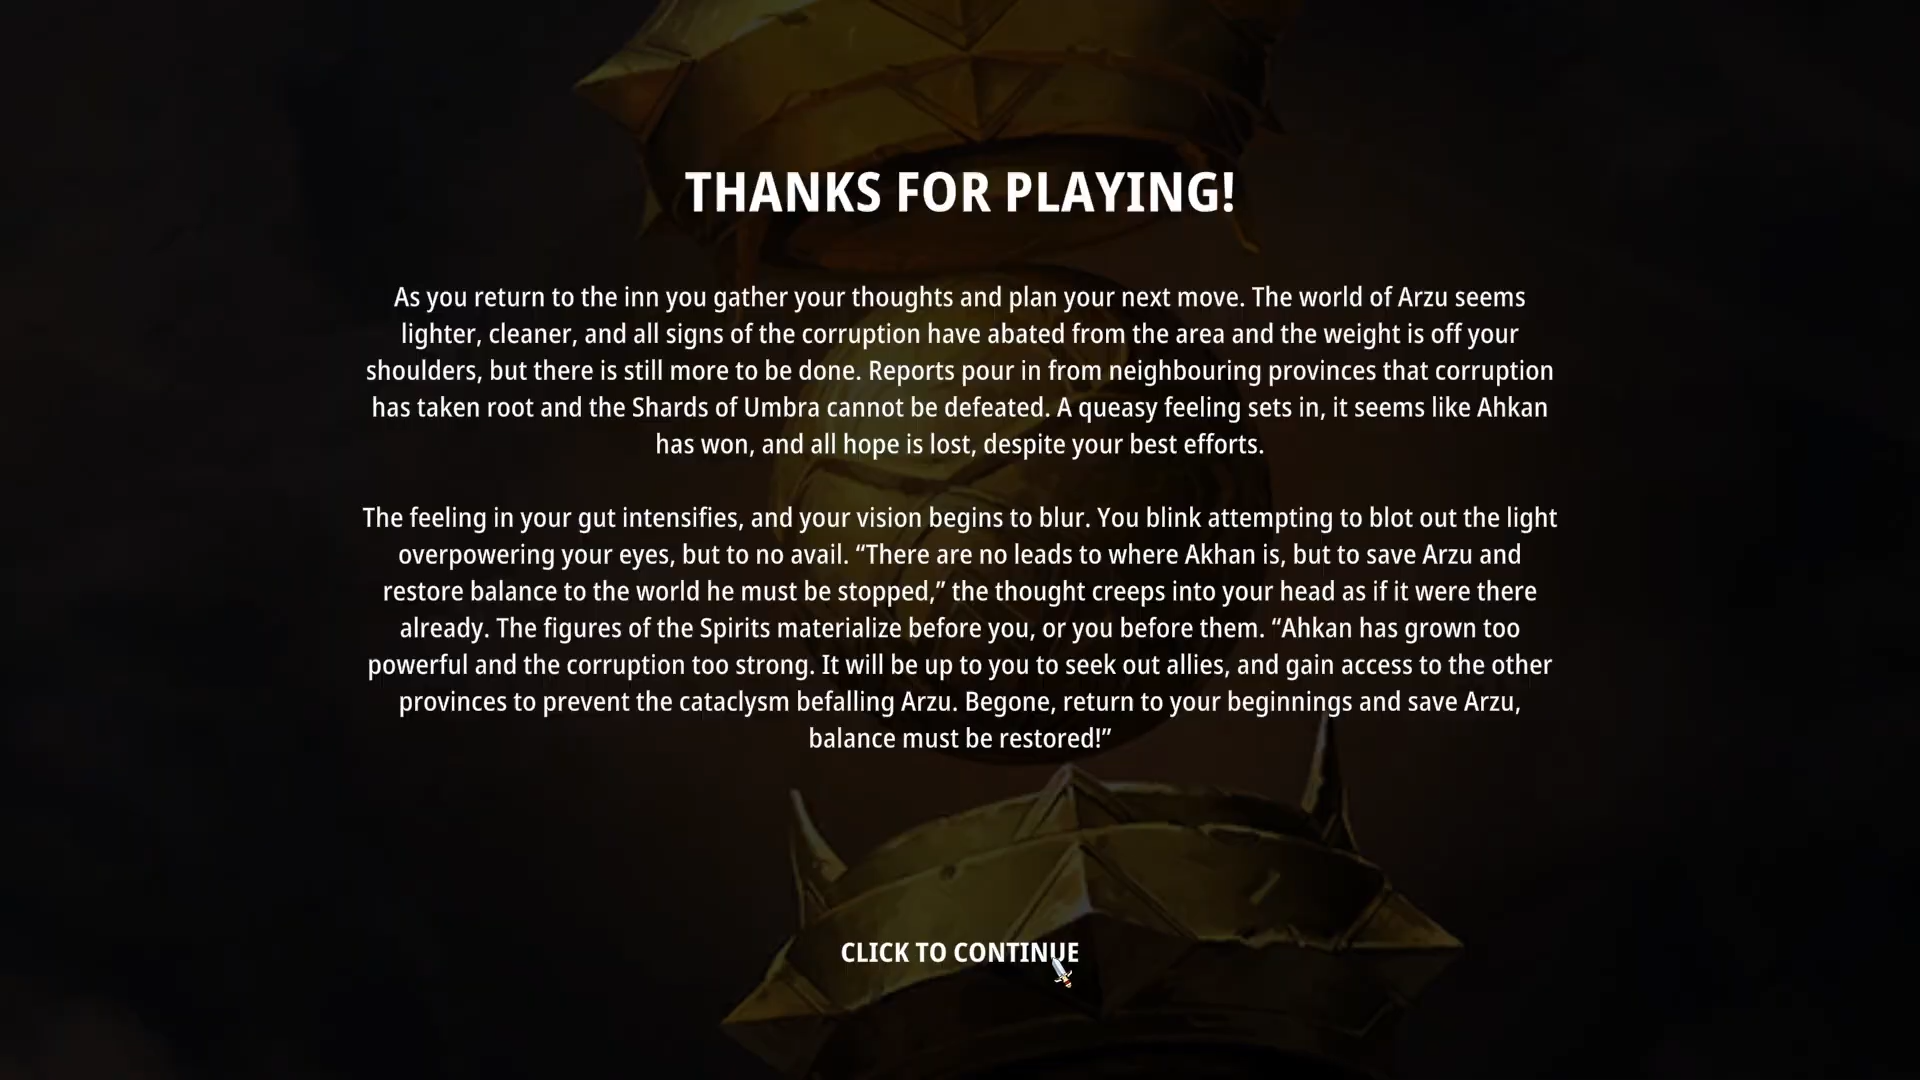 THANKS FOR PLAYING!
As you return to the inn you gather your thoughts and plan your next move. The world of Arzu seems
lighter, cleaner, and all signs of the corruption have abated from the area and the weight is off your
shoulders, but there is still more to be done. Reports pour in from neighbouring provinces that corruption
has taken root and the Shards of Umbra cannot be defeated. A queasy feeling sets in, it seems like Ahkan
has won, and all hope is lost, despite your best efforts.
The feeling in your gut intensifies, and your vision begins to blur. You blink attempting to blot out the light
overpowering your eyes, but to no avail. “There are no leads to where Akhan is, but to save Arzu and
restore balance to the world he must be stopped,” the thought creeps into your head as if it were there
already. The figures of the Spirits materialize before you, or you before them. “Ahkan has grown too
powerful and the corruption too strong. It will be up to you to seek out allies, and gain access to the other
provinces to prevent the cataclysm befalling Arzu. Begone, return to your beginnings and save Arzu,
balance must be restored!”
CLICK TO CONTINUE